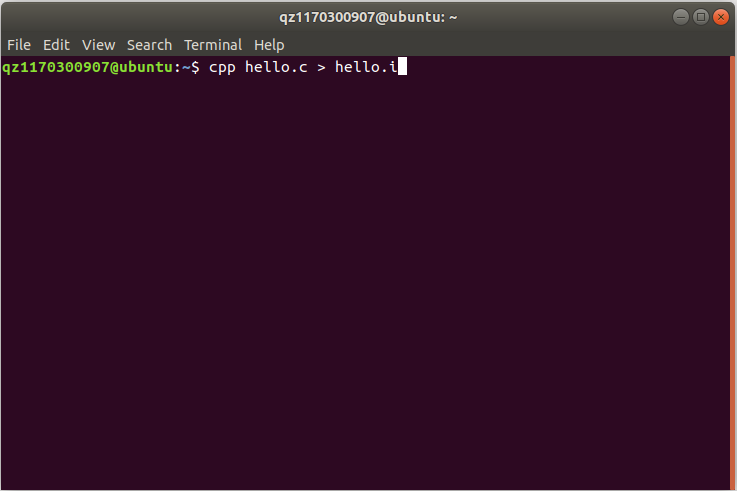 qz1170300907@ubuntu: ~
File Edit View Search Terminal Help
qz1170300907@ubuntu:~$ cpp hello.c > hello.i